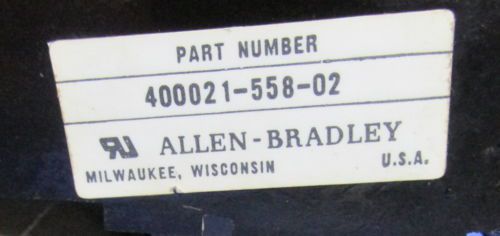 PART NUMBER
400021-558-02
ALLEN-BRADLEY
MILWAUKEE, WISCONSIN U.S.A.